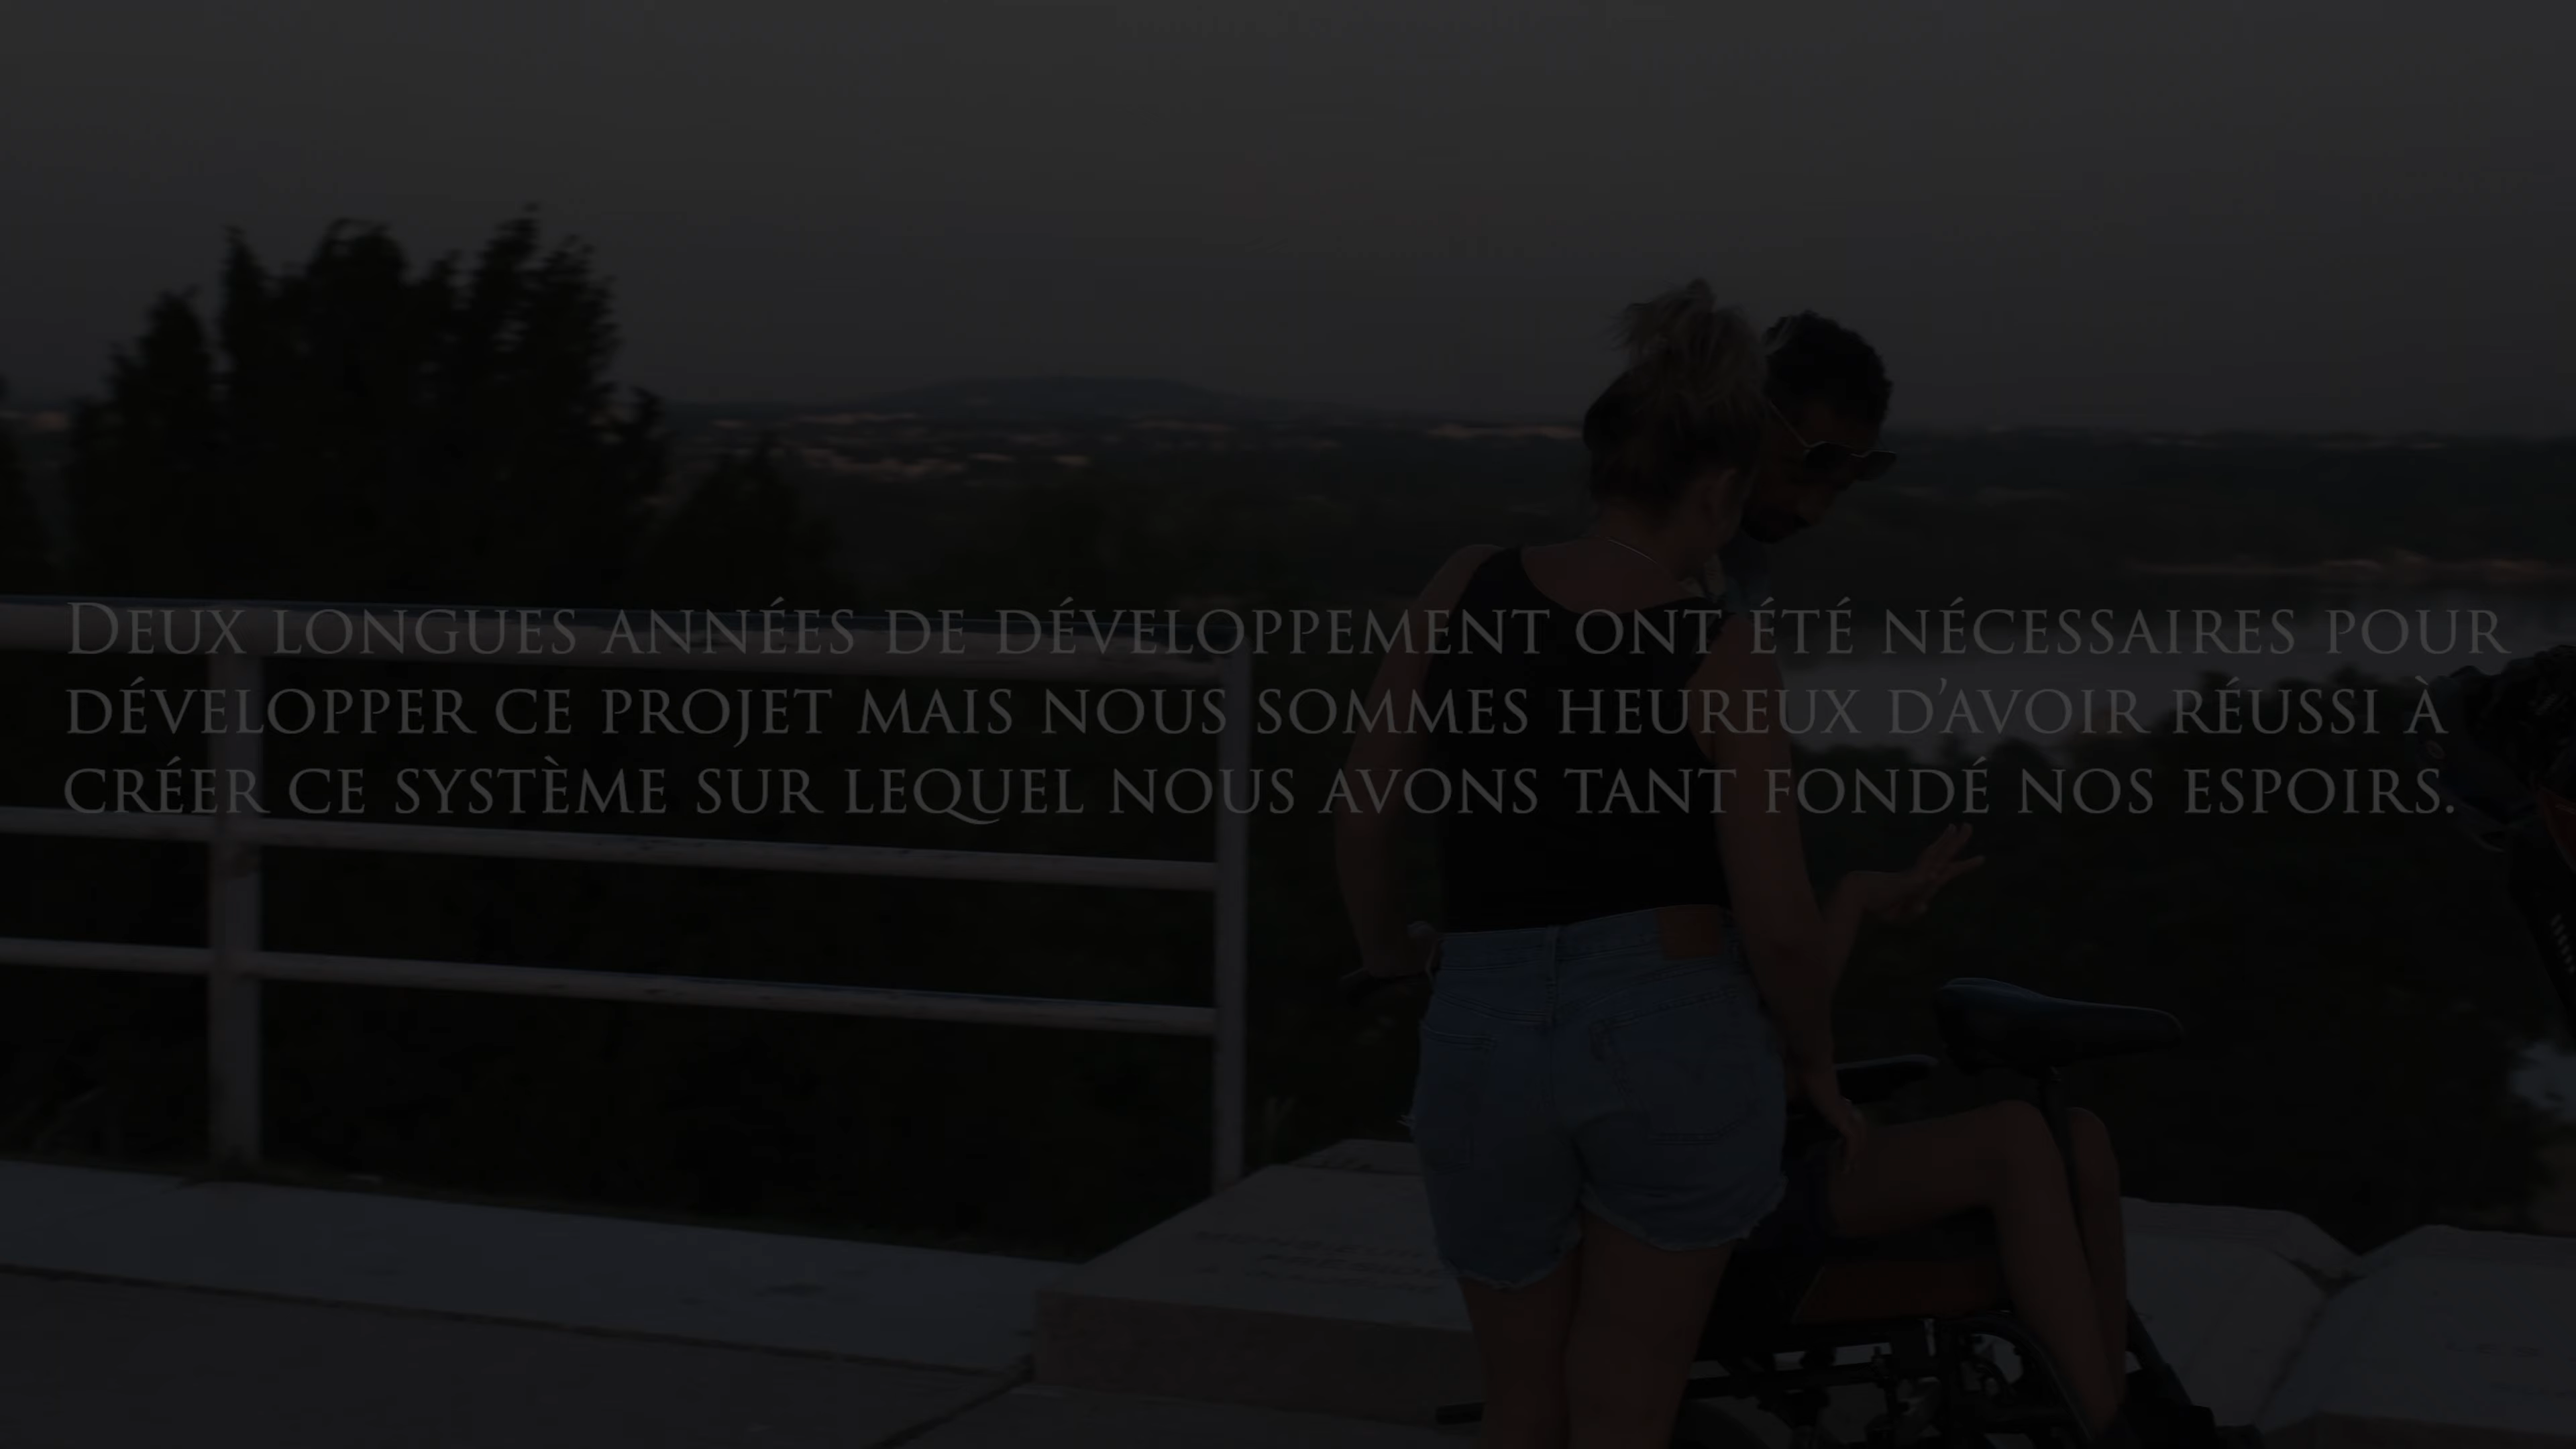 Deux longues années de développement ont été nécessaires pour
développer ce projet mais nous sommes heureux d’avoir réussi à
créer ce système sur lequel nous avons tant fondé nos espoirs.